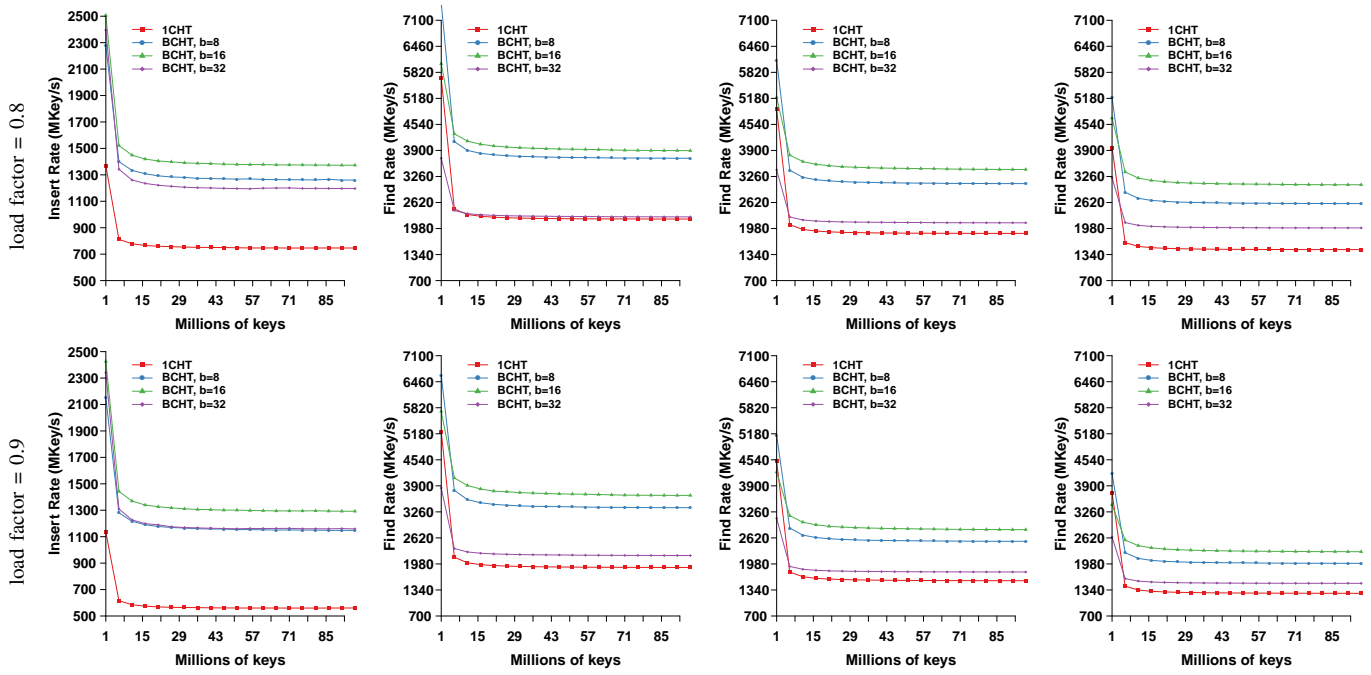 load factor = 0.8
Insert Rate (MKey/s)
2500
2300
2100
1900
1700
1500
1300
1100
900
700
500
1CHT
BCHT, b=8
BCHT, b=16
BCHT, b=32
1 15 29 43 57 71 85
Millions of keys
Find Rate (MKey/s)
7100
6460
5820
5180
4540
3900
3260
2620
1980
1340
700
1CHT
BCHT, b=8
BCHT, b=16
BCHT, b=32
1 15 29 43 57 71 85
Millions of keys
Find Rate (MKey/s)
7100
6460
5820
5180
4540
3900
3260
2620
1980
1340
700
1CHT
BCHT, b=8
BCHT, b=16
BCHT, b=32
1 15 29 43 57 71 85
Millions of keys
Find Rate (MKey/s)
7100
6460
5820
5180
4540
3900
3260
2620
1980
1340
700
1CHT
BCHT, b=8
BCHT, b=16
BCHT, b=32
1 15 29 43 57 71 85
Millions of keys
load factor = 0.9
Insert Rate (MKey/s)
2500
2300
2100
1900
1700
1500
1300
1100
900
700
500
1CHT
BCHT, b=8
BCHT, b=16
BCHT, b=32
1 15 29 43 57 71 85
Millions of keys
Find Rate (MKey/s)
7100
6460
5820
5180
4540
3900
3260
2620
1980
1340
700
1CHT
BCHT, b=8
BCHT, b=16
BCHT, b=32
1 15 29 43 57 71 85
Millions of keys
Find Rate (MKey/s)
7100
6460
5820
5180
4540
3900
3260
2620
1980
1340
700
1CHT
BCHT, b=8
BCHT, b=16
BCHT, b=32
1 15 29 43 57 71 85
Millions of keys
Find Rate (MKey/s)
7100
6460
5820
5180
4540
3900
3260
2620
1980
1340
700
1CHT
BCHT, b=8
BCHT, b=16
BCHT, b=32
1 15 29 43 57 71 85
Millions of keys